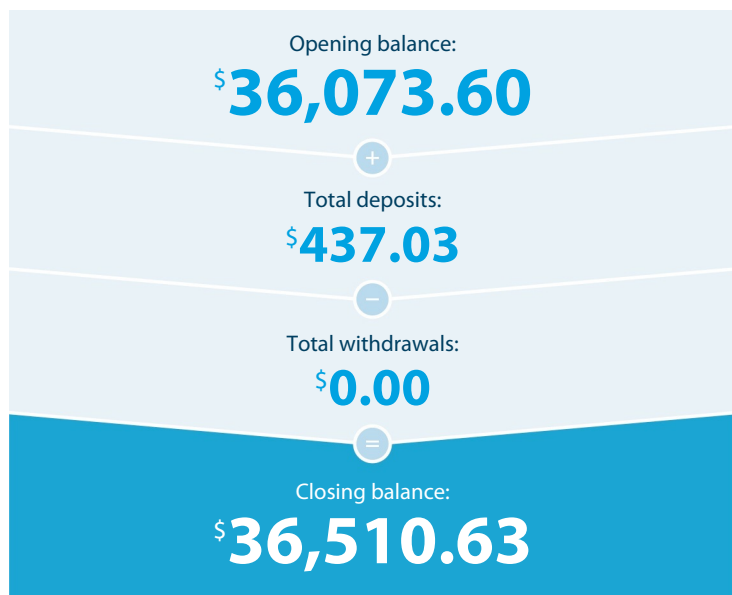 Opening balance:
$36,073.60
+
Total deposits:
$437.03
−
Total withdrawals:
$0.00
=
Closing balance:
$36,510.63